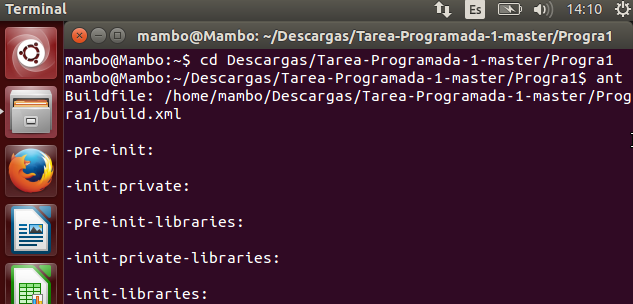 Terminal
Es
14:10
mambo@Mambo: ~/Descargas/Tarea-Programada-1-master/Progra1
mambo@Mambo:~$ cd Descargas/Tarea-Programada-1-master/Progra1
mambo@Mambo:~/Descargas/Tarea-Programada-1-master/Progra1$ ant
Buildfile: /home/mambo/Descargas/Tarea-Programada-1-master/Prog
ra1/build.xml
-pre-init:
-init-private:
-pre-init-libraries:
-init-private-libraries:
-init-libraries: